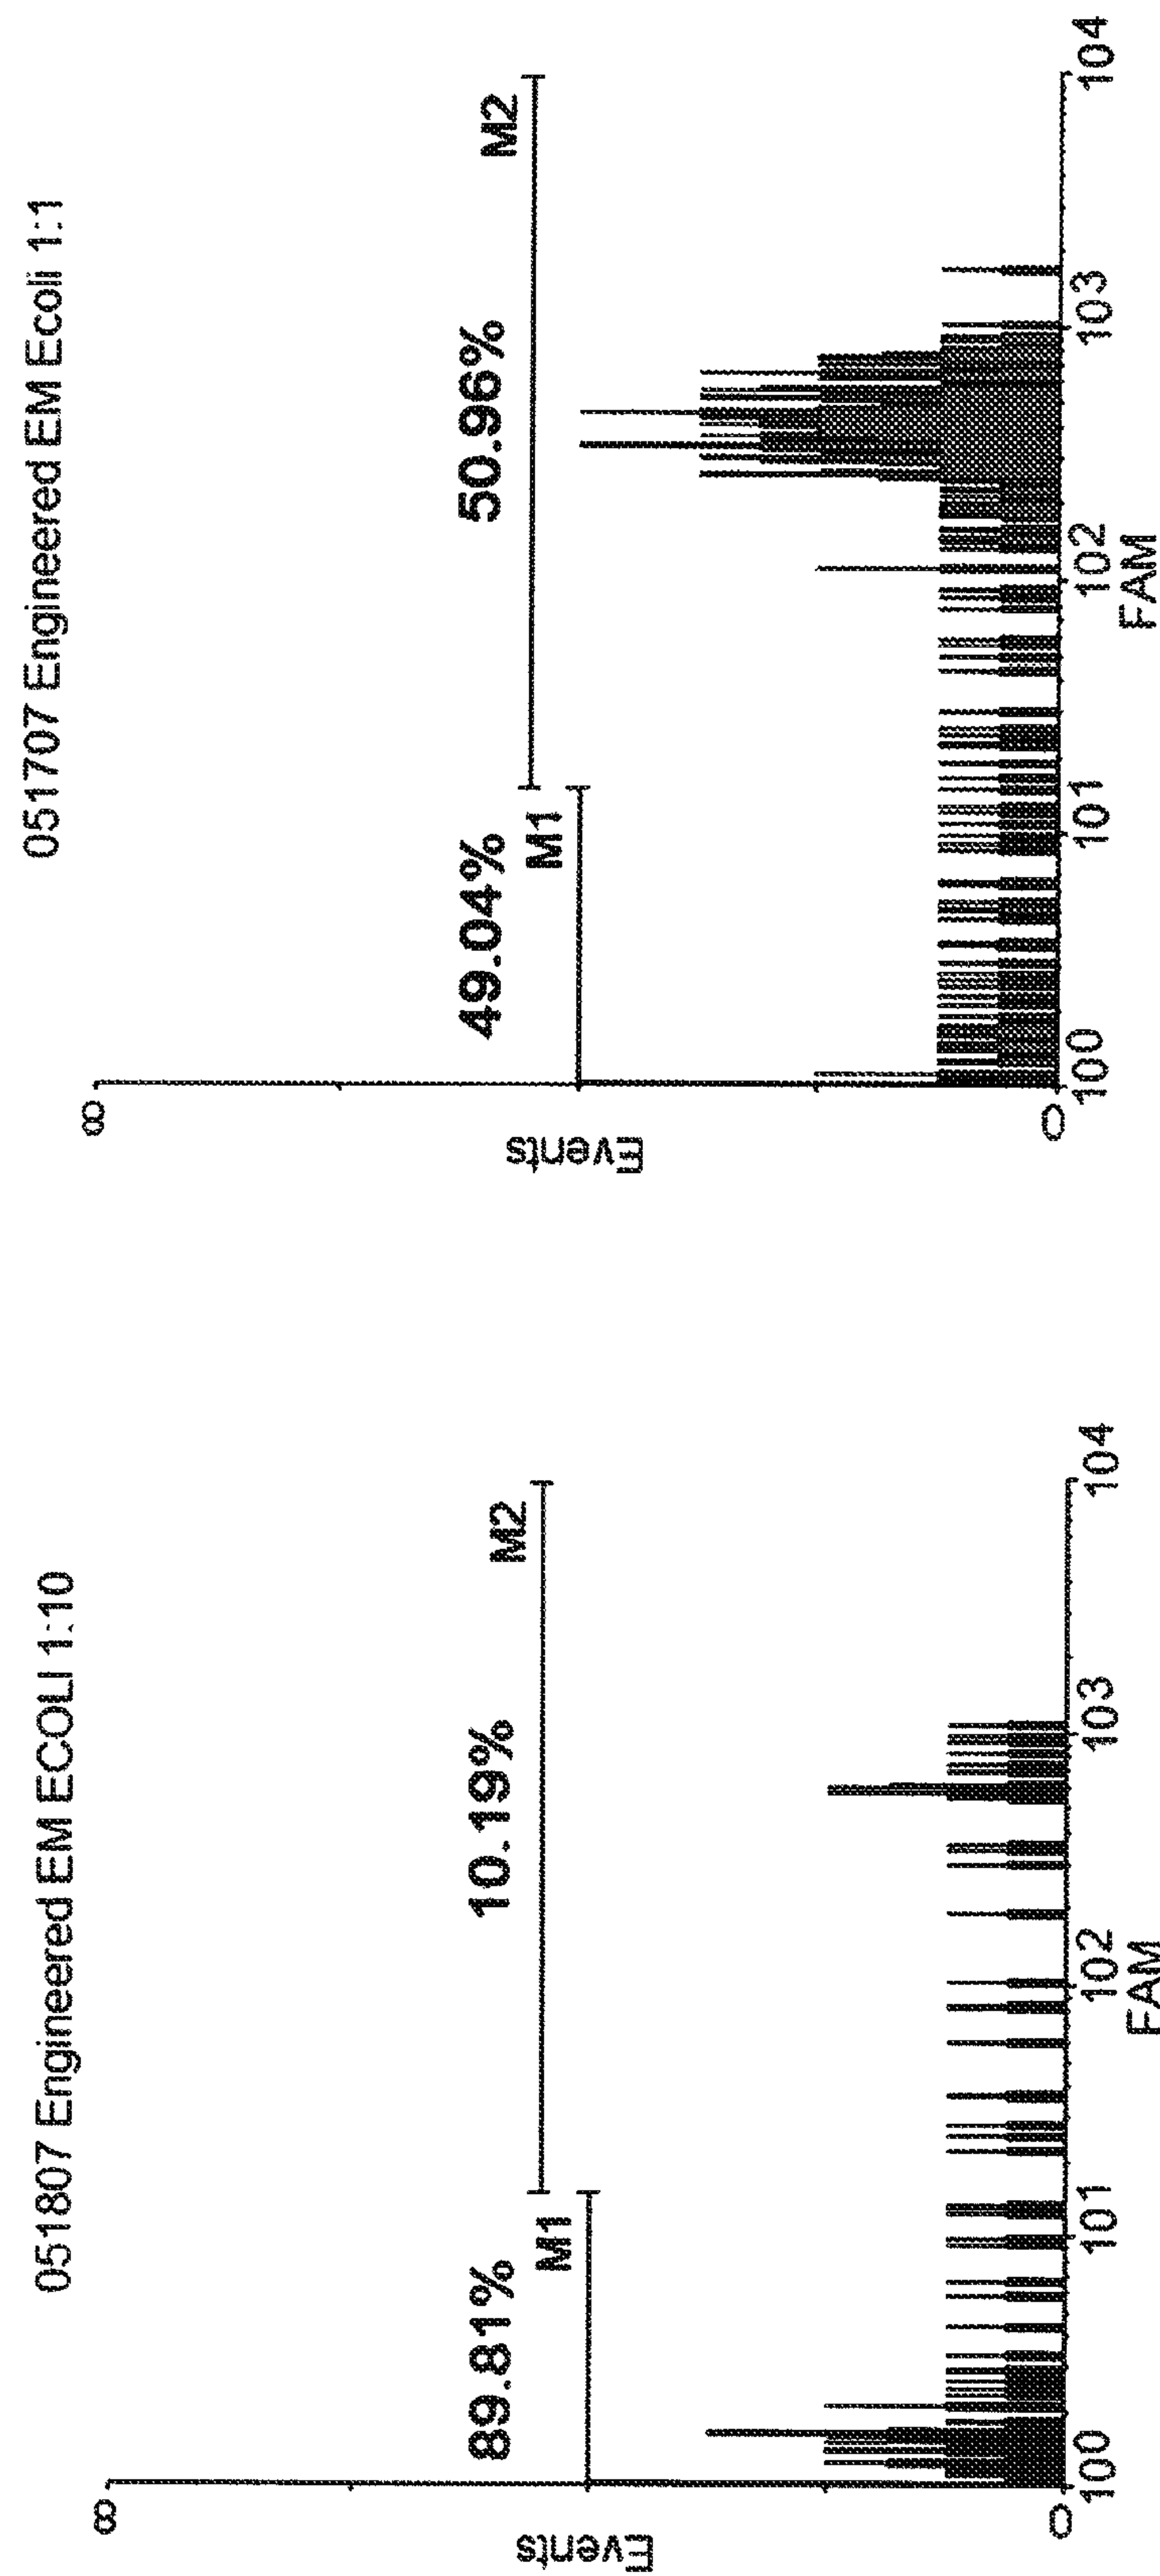 051807 Engineered EM ECOLI 1:10
8
Events
0
89.81%
M1
10.19%
M2
100
101
102
103
104
FAM
051707 Engineered EM Ecoli 1:1
8
Events
0
49.04%
M1
50.96%
M2
100
101
102
103
104
FAM